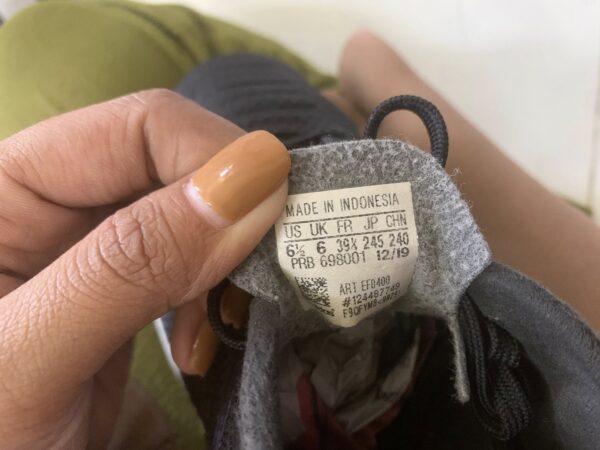 MADE IN INDONESIA
US UK FR JP CHN
6½ 6 39⅓ 245 240
PRB 698001 12/19
ART EF0400
#124497749